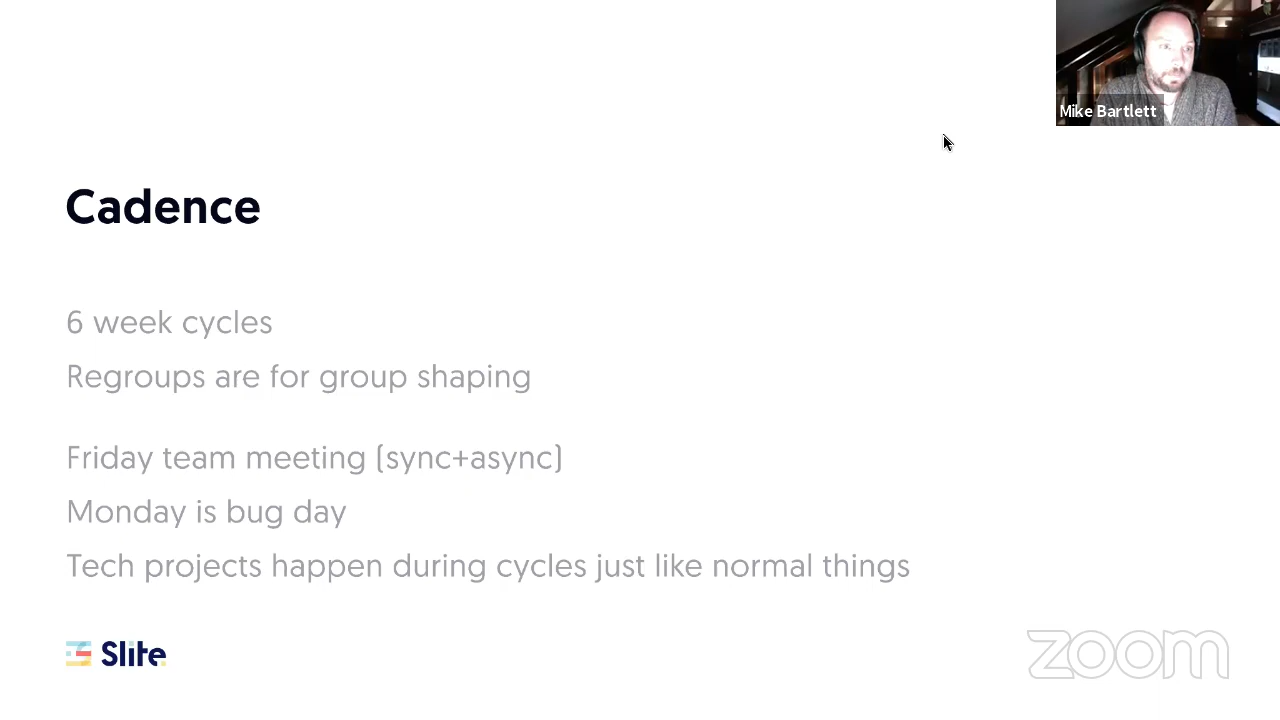 Mike Bartlett
Cadence
6 week cycles
Regroups are for group shaping
Friday team meeting (sync+async)
Monday is bug day
Tech projects happen during cycles just like normal things
Slite
zoom